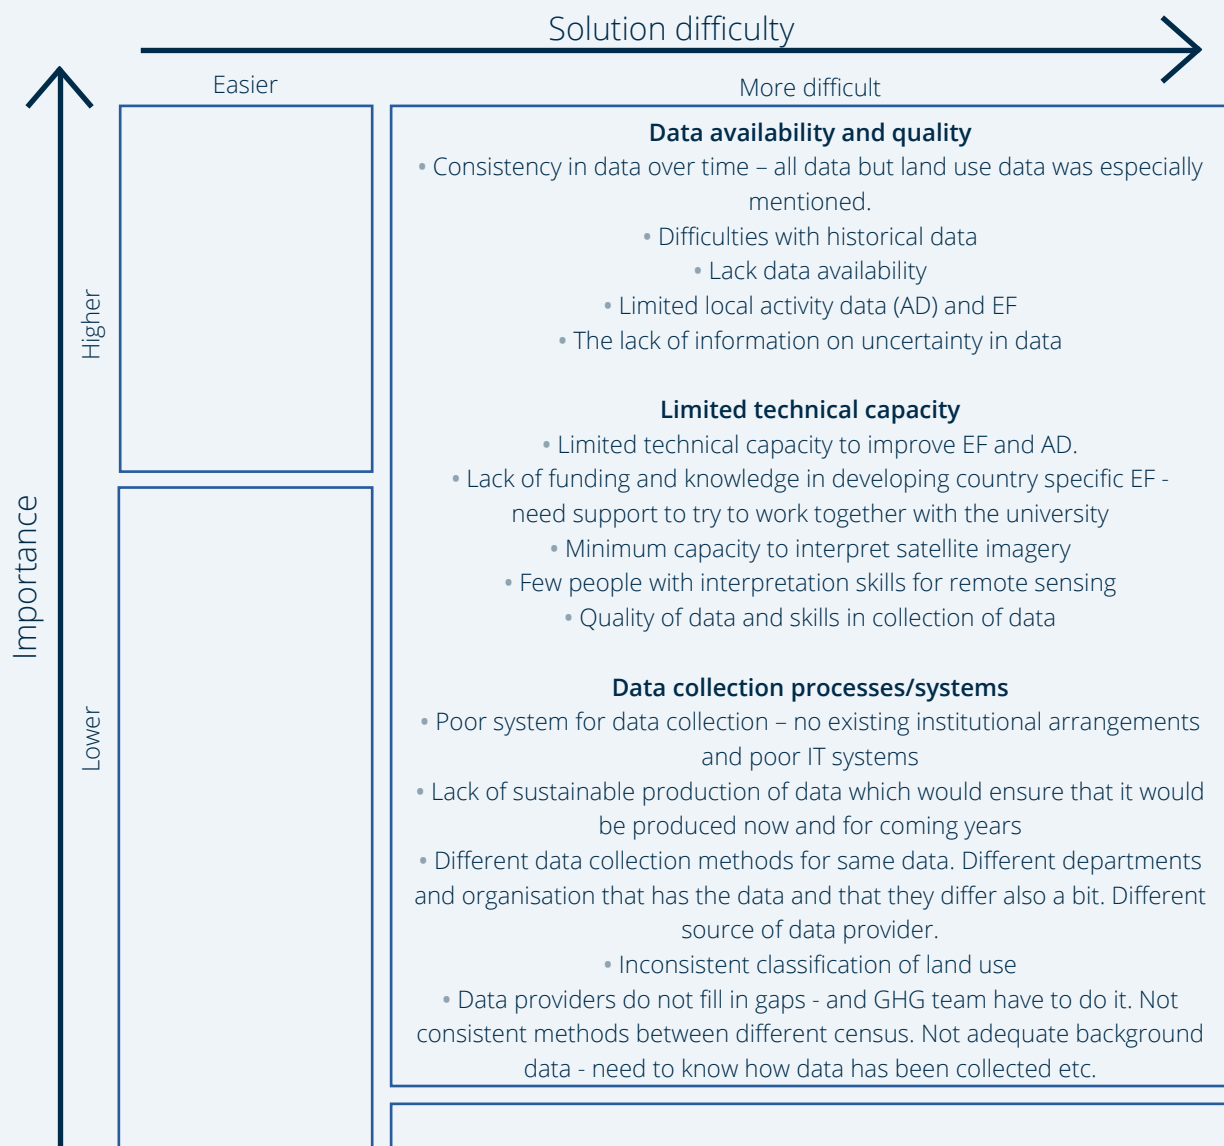 Solution difficulty
Easier
More difficult
Importance
Higher
Lower
Data availability and quality
• Consistency in data over time – all data but land use data was especially
mentioned.
• Difficulties with historical data
• Lack data availability
• Limited local activity data (AD) and EF
• The lack of information on uncertainty in data
Limited technical capacity
• Limited technical capacity to improve EF and AD.
• Lack of funding and knowledge in developing country specific EF -
need support to try to work together with the university
• Minimum capacity to interpret satellite imagery
• Few people with interpretation skills for remote sensing
• Quality of data and skills in collection of data
Data collection processes/systems
• Poor system for data collection – no existing institutional arrangements
and poor IT systems
• Lack of sustainable production of data which would ensure that it would
be produced now and for coming years
• Different data collection methods for same data. Different departments
and organisation that has the data and that they differ also a bit. Different
source of data provider.
• Inconsistent classification of land use
• Data providers do not fill in gaps - and GHG team have to do it. Not
consistent methods between different census. Not adequate background
data - need to know how data has been collected etc.